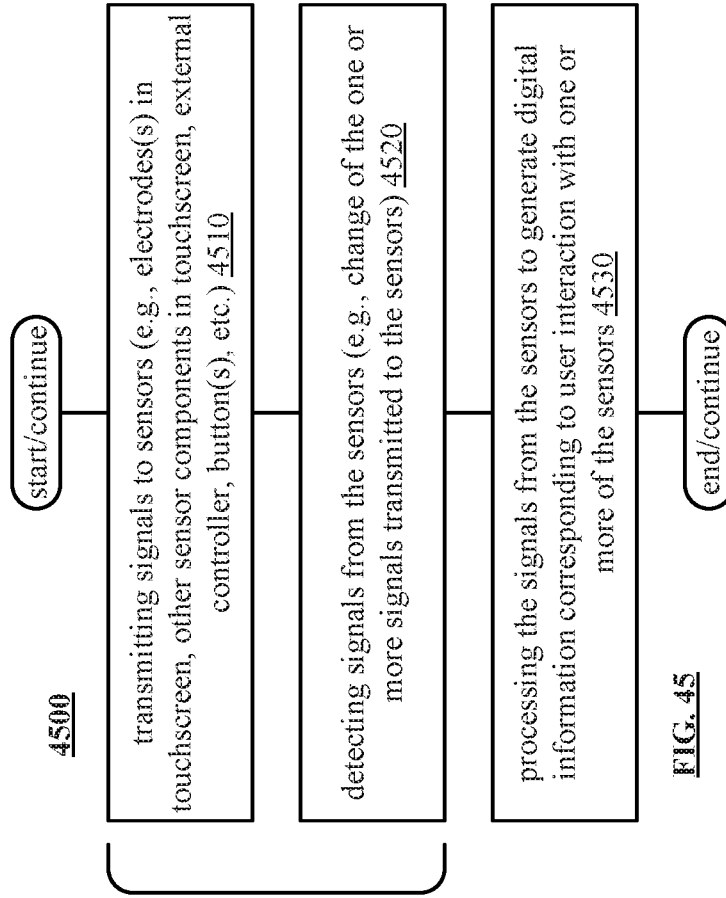 4500
start/continue
transmitting signals to sensors (e.g., electrodes(s) in
touchscreen, other sensor components in touchscreen, external
controller, button(s), etc.) 4510
detecting signals from the sensors (e.g., change of the one or
more signals transmitted to the sensors) 4520
processing the signals from the sensors to generate digital
information corresponding to user interaction with one or
more of the sensors 4530
end/continue
FIG. 45